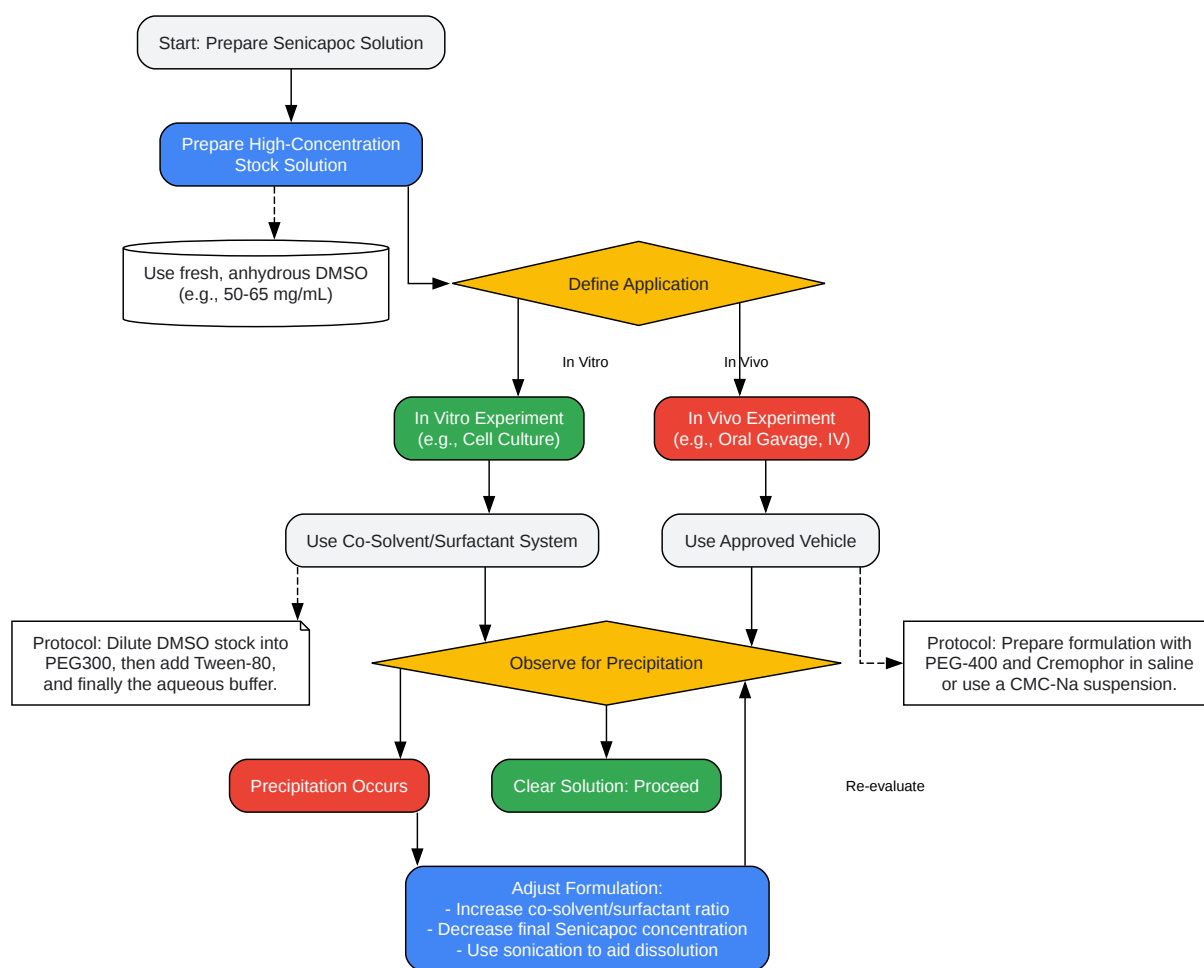 Start: Prepare Senicapoc Solution
Prepare High-Concentration
Stock Solution
Use fresh, anhydrous DMSO
(e.g., 50-65 mg/mL)
Define Application
In Vitro
In Vivo
In Vitro Experiment
(e.g., Cell Culture)
In Vivo Experiment
(e.g., Oral Gavage, IV)
Use Co-Solvent/Surfactant System
Use Approved Vehicle
Protocol: Dilute DMSO stock into
PEG300, then add Tween-80,
and finally the aqueous buffer.
Observe for Precipitation
Protocol: Prepare formulation with
PEG-400 and Cremophor in saline
or use a CMC-Na suspension.
Precipitation Occurs
Clear Solution: Proceed
Re-evaluate
Adjust Formulation:
- Increase co-solvent/surfactant ratio
- Decrease final Senicapoc concentration
- Use sonication to aid dissolution